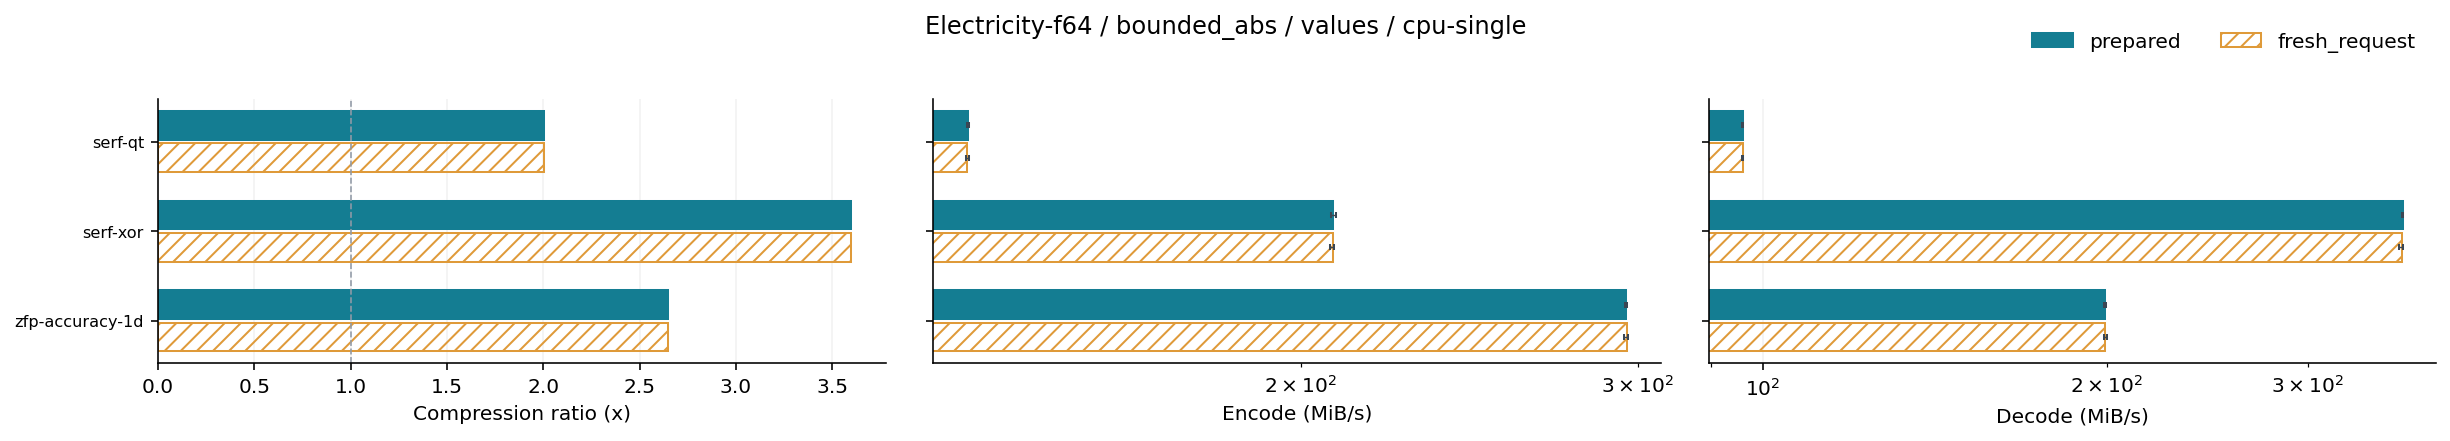 Electricity-f64 / bounded_abs / values / cpu-single
prepared
fresh_request
serf-qt
serf-xor
zfp-accuracy-1d
0.0 0.5 1.0 1.5 2.0 2.5 3.0 3.5
Compression ratio (x)
2 × 10² 3 × 10²
Encode (MiB/s)
10² 2 × 10² 3 × 10²
Decode (MiB/s)